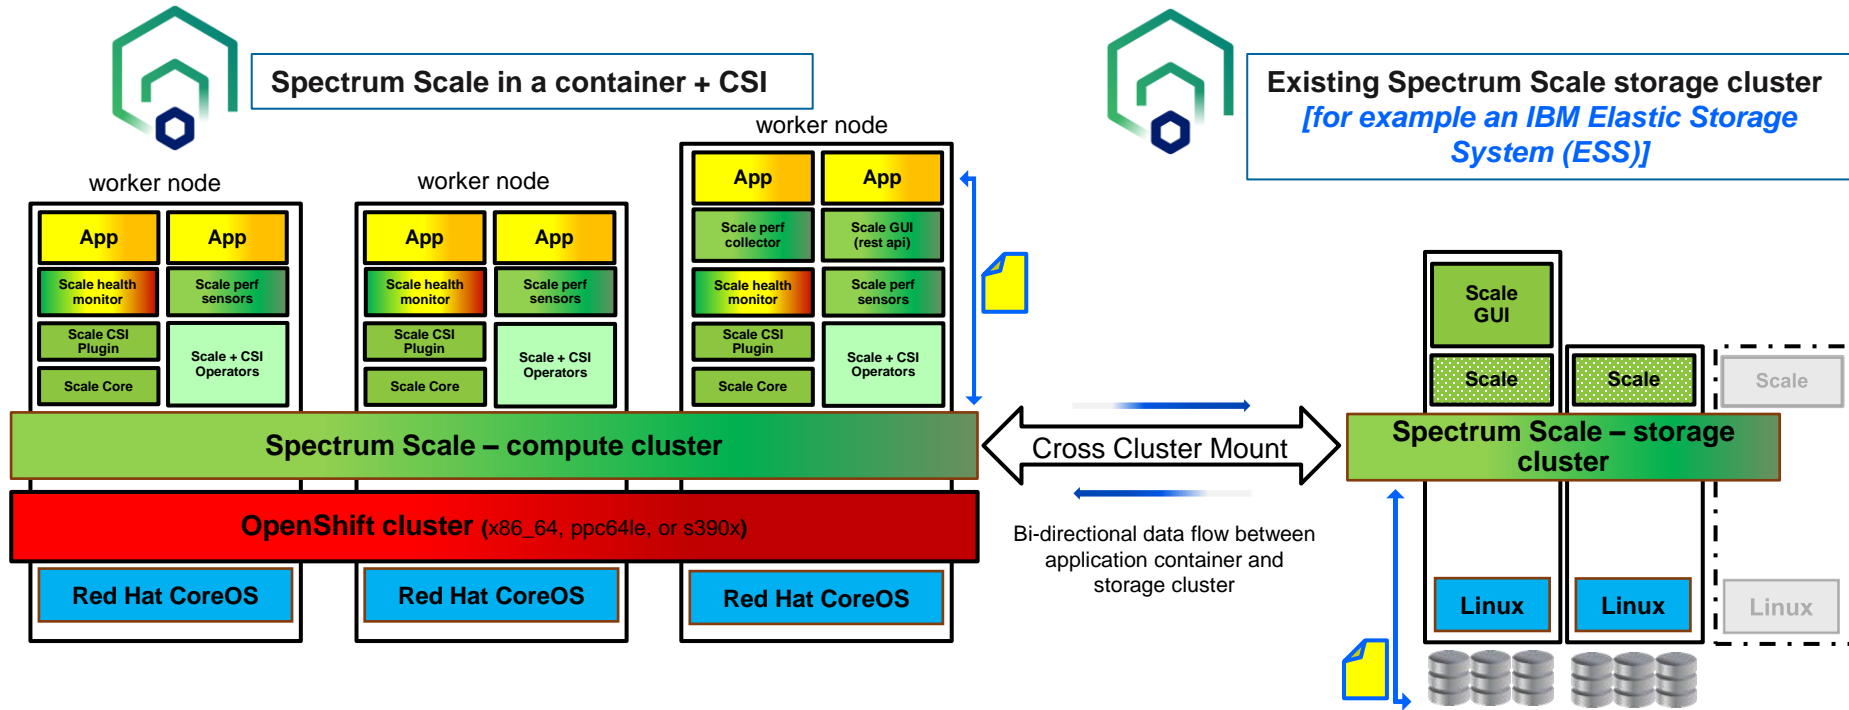 Spectrum Scale in a container + CSI
Existing Spectrum Scale storage cluster
[for example an IBM Elastic Storage
System (ESS)]
worker node
App
App
Scale health
monitor
Scale perf
sensors
Scale CSI
Plugin
Scale Core
Scale + CSI
Operators
worker node
App
App
Scale health
monitor
Scale perf
sensors
Scale CSI
Plugin
Scale Core
Scale + CSI
Operators
worker node
App
App
Scale perf
collector
Scale GUI
(rest api)
Scale health
monitor
Scale perf
sensors
Scale CSI
Plugin
Scale Core
Scale + CSI
Operators
Spectrum Scale – compute cluster
OpenShift cluster (x86_64, ppc64le, or s390x)
Red Hat CoreOS
Red Hat CoreOS
Red Hat CoreOS
Cross Cluster Mount
Bi-directional data flow between
application container and
storage cluster
Scale
GUI
Scale
Scale
Scale
Spectrum Scale – storage
cluster
Linux
Linux
Linux